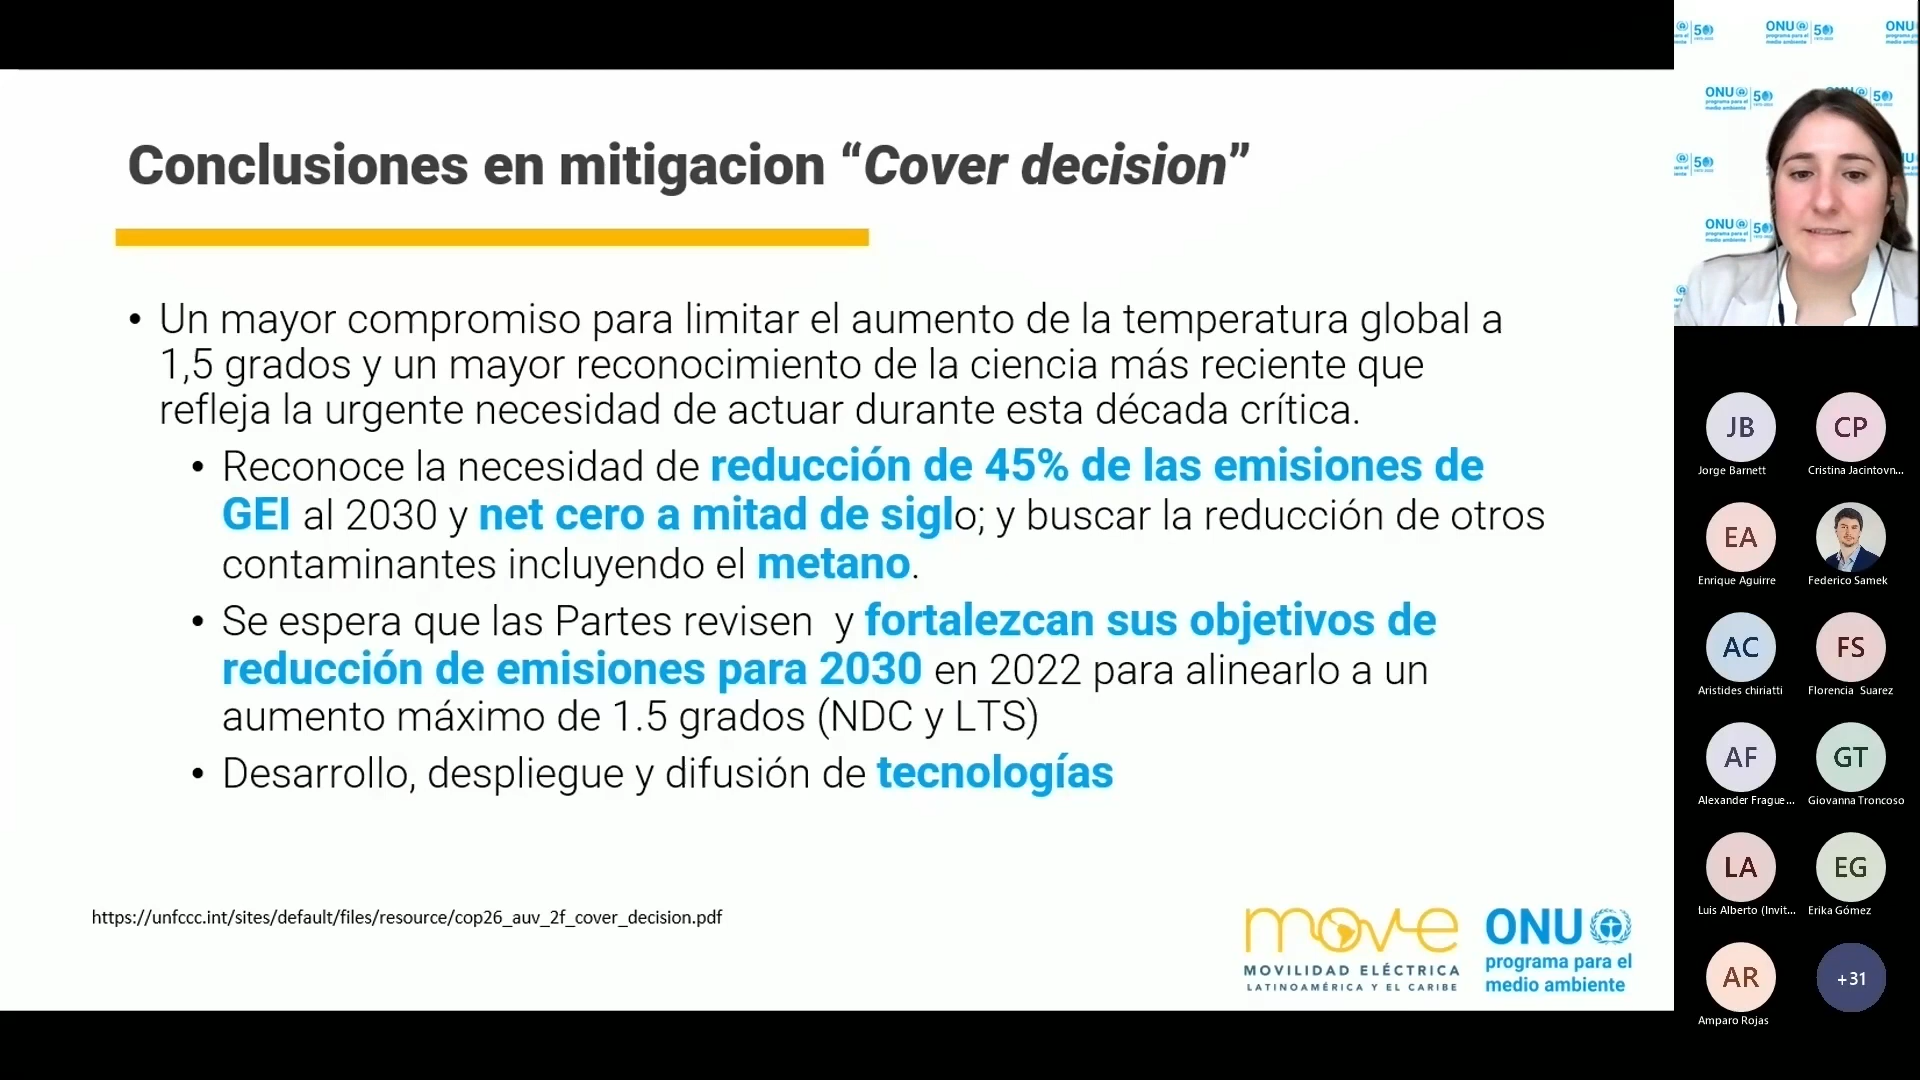 Conclusiones en mitigacion “Cover decision”
• Un mayor compromiso para limitar el aumento de la temperatura global a
1,5 grados y un mayor reconocimiento de la ciencia más reciente que
refleja la urgente necesidad de actuar durante esta década crítica.
• Reconoce la necesidad de reducción de 45% de las emisiones de
GEI al 2030 y net cero a mitad de siglo; y buscar la reducción de otros
contaminantes incluyendo el metano.
• Se espera que las Partes revisen y fortalezcan sus objetivos de
reducción de emisiones para 2030 en 2022 para alinearlo a un
aumento máximo de 1.5 grados (NDC y LTS)
• Desarrollo, despliegue y difusión de tecnologías
https://unfccc.int/sites/default/files/resource/cop26_auv_2f_cover_decision.pdf
move
MOVILIDAD ELÉCTRICA
LATINOAMÉRICA Y EL CARIBE
ONU
programa para el
medio ambiente
ONU 50
programa para el
medio ambiente
JB
Jorge Barnett
CP
Cristina Jacintovn...
EA
Enrique Aguirre
Federico Samek
AC
Aristides chiriatti
FS
Florencia Suarez
AF
Alexander Frague...
GT
Giovanna Troncoso
LA
Luis Alberto (Invit...
EG
Erika Gómez
AR
Amparo Rojas
+31